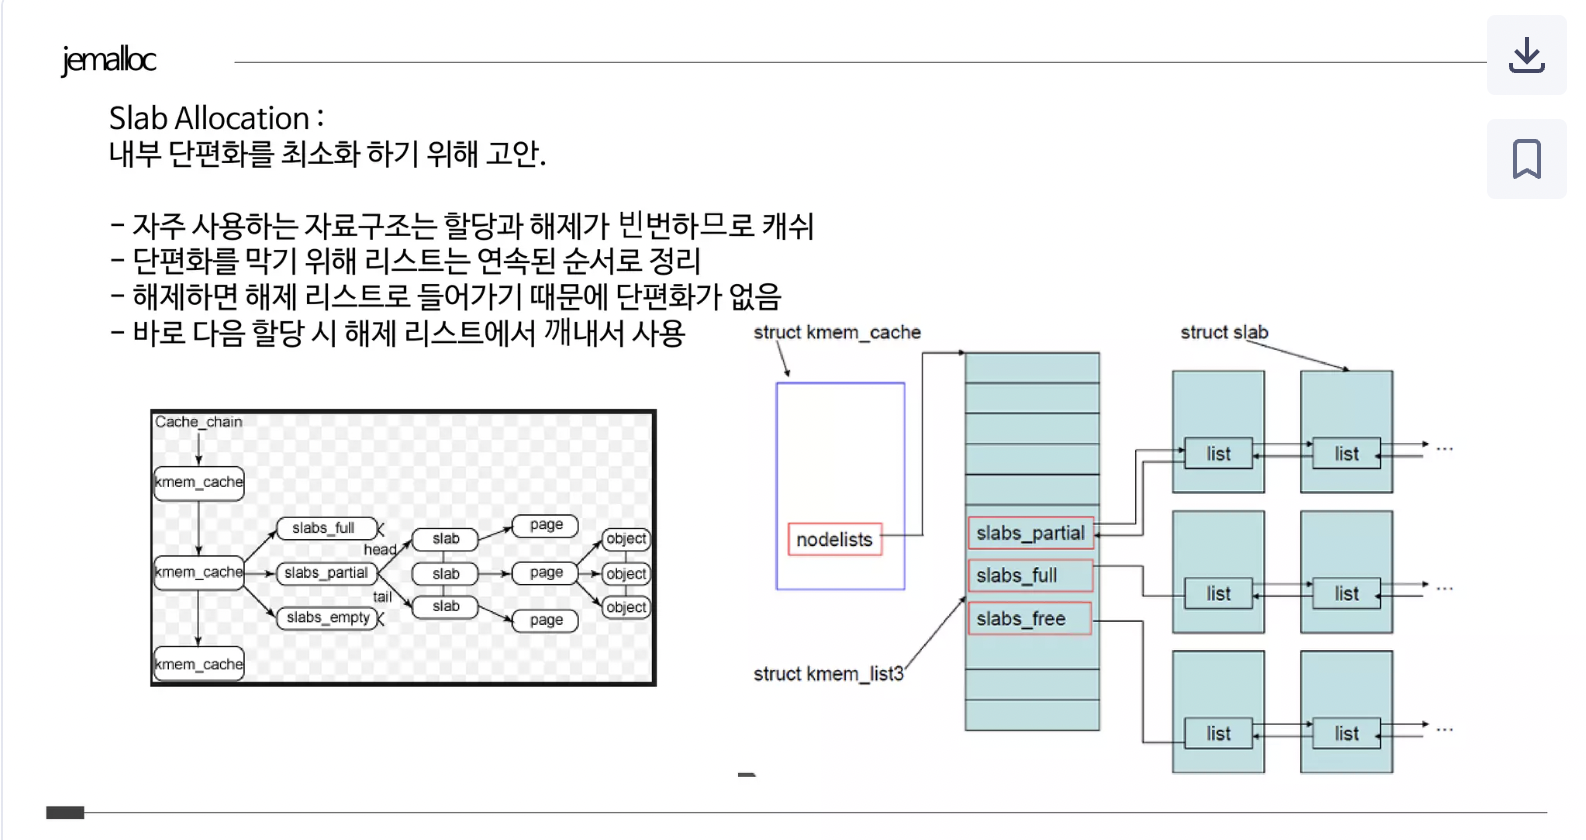 jemalloc
Slab Allocation :
내부 단편화를 최소화 하기 위해 고안.
- 자주 사용하는 자료구조는 할당과 해제가 빈번하므로 캐쉬
- 단편화를 막기 위해 리스트는 연속된 순서로 정리
- 해제하면 해제 리스트로 들어가기 때문에 단편화가 없음
- 바로 다음 할당 시 해제 리스트에서 깨내서 사용
Cache_chain
kmem_cache
kmem_cache
kmem_cache
slabs_full
slabs_partial
slabs_empty
head
tail
slab
slab
slab
page
page
page
object
object
object
struct kmem_cache
nodelists
struct kmem_list3
slabs_partial
slabs_full
slabs_free
struct slab
list
list
...
list
list
...
list
list
...